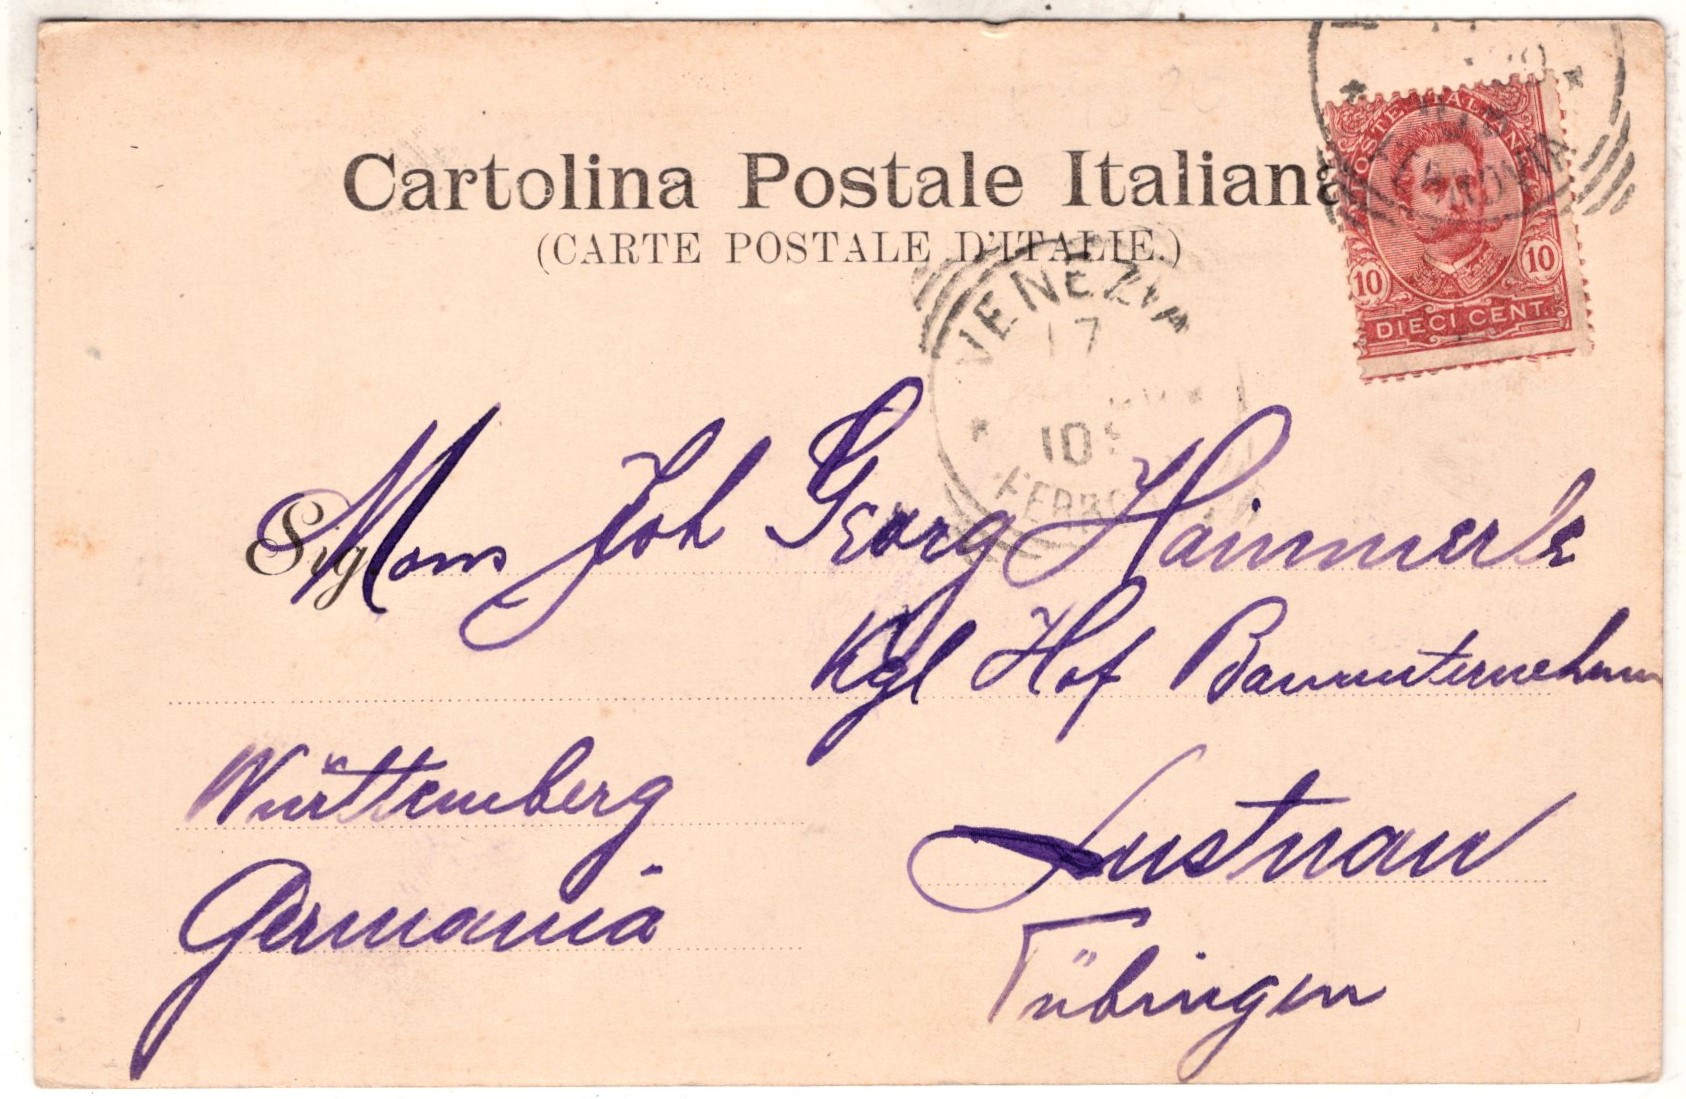 Cartolina Postale Italiana
(CARTE POSTALE D'ITALIE.)
POSTE ITALIANE
10 10
DIECI CENT.
VENEZIA
17
10
FERROVIA
Sig
Mons Joh Georg Haimmerle
Kgl Hof Bauunternehmer
Württemberg
Lustnau
Germania
Tübingen